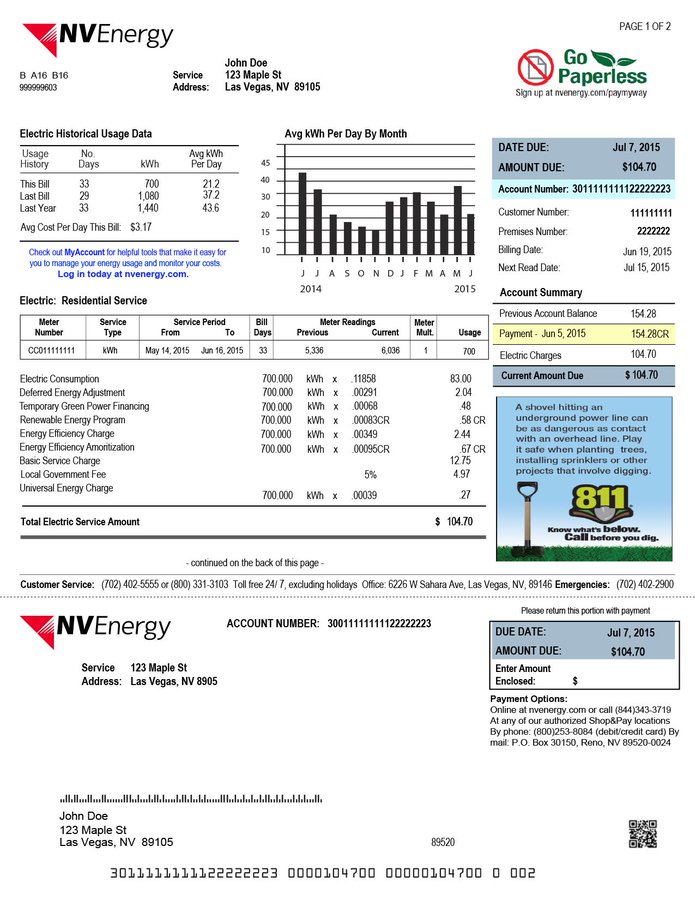 NVEnergy
PAGE 1 OF 2
Go
Paperless
Sign up at nvenergy.com/paymyway
B A16 B16
999999603
Service
Address:
John Doe
123 Maple St
Las Vegas, NV 89105
Electric Historical Usage Data
Usage History No. Days kWh Avg kWh Per Day
This Bill 33 700 21.2
Last Bill 29 1,080 37.2
Last Year 33 1,440 43.6
Avg Cost Per Day This Bill: $3.17
Check out MyAccount for helpful tools that make it easy for
you to manage your energy usage and monitor your costs.
Log in today at nvenergy.com.
Avg kWh Per Day By Month
45
40
30
20
15
10
J J A S O N D J F M A M J
2014 2015
DATE DUE: Jul 7, 2015
AMOUNT DUE: $104.70
Account Number: 3011111111122222223
Customer Number: 111111111
Premises Number: 2222222
Billing Date: Jun 19, 2015
Next Read Date: Jul 15, 2015
Account Summary
Previous Account Balance 154.28
Payment - Jun 5, 2015 154.28CR
Electric Charges 104.70
Current Amount Due $ 104.70
Electric: Residential Service
Meter Number Service Type Service Period From To Bill Days Meter Readings Previous Current Meter Mult. Usage
CC011111111 kWh May 14, 2015 Jun 16, 2015 33 5,336 6,036 1 700
Electric Consumption 700.000 kWh x .11858 83.00
Deferred Energy Adjustment 700.000 kWh x .00291 2.04
Temporary Green Power Financing 700.000 kWh x .00068 .48
Renewable Energy Program 700.000 kWh x .00083CR .58 CR
Energy Efficiency Charge 700.000 kWh x .00349 2.44
Energy Efficiency Amontization 700.000 kWh x .00095CR .67 CR
Basic Service Charge 12.75
Local Government Fee 5% 4.97
Universal Energy Charge 700.000 kWh x .00039 .27
Total Electric Service Amount $ 104.70
A shovel hitting an
underground power line can
be as dangerous as contact
with an overhead line. Play
it safe when planting trees,
installing sprinklers or other
projects that involve digging.
811
Know what's below.
Call before you dig.
- continued on the back of this page -
Customer Service: (702) 402-5555 or (800) 331-3103 Toll free 24/ 7, excluding holidays Office: 6226 W Sahara Ave, Las Vegas, NV, 89146 Emergencies: (702) 402-2900
NVEnergy
ACCOUNT NUMBER: 30011111111122222223
Service Address: 123 Maple St
Las Vegas, NV 8905
Please return this portion with payment
DUE DATE: Jul 7, 2015
AMOUNT DUE: $104.70
Enter Amount
Enclosed: $
Payment Options:
Online at nvenergy.com or call (844)343-3719
At any of our authorized Shop&Pay locations
By phone: (800)253-8084 (debit/credit card) By
mail: P.O. Box 30150, Reno, NV 89520-0024
John Doe
123 Maple St
Las Vegas, NV 89105
89520
3011111111122222223 0000104700 00000104700 0 002